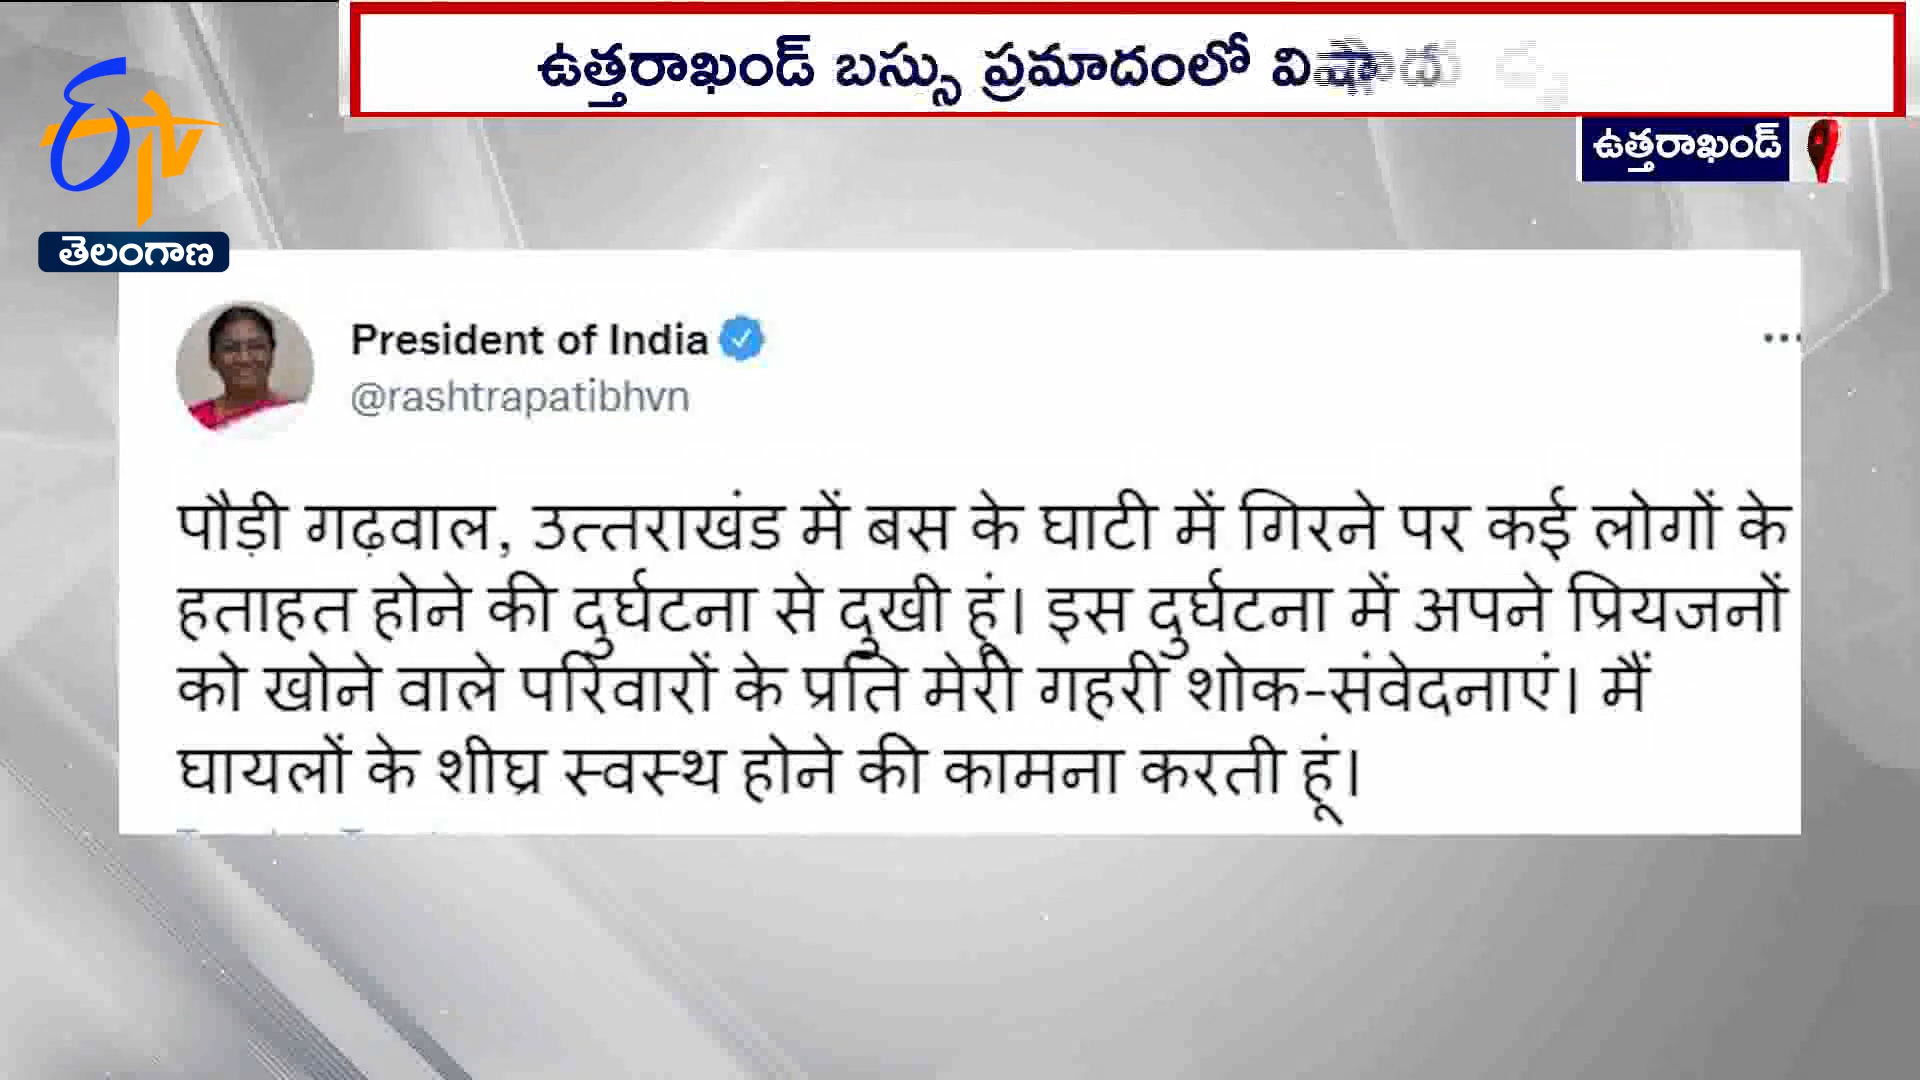 ఉత్తరాఖండ్ బస్సు ప్రమాదంలో
ఉత్తరాఖండ్
ETV
తెలంగాణ
President of India
@rashtrapatibhvn
पौड़ी गढ़वाल, उत्तराखंड में बस के घाटी में गिरने पर कई लोगों के
हताहत होने की दुर्घटना से दुखी हूं। इस दुर्घटना में अपने प्रियजनों
को खोने वाले परिवारों के प्रति मेरी गहरी शोक-संवेदनाएं। मैं
घायलों के शीघ्र स्वस्थ होने की कामना करती हूं।